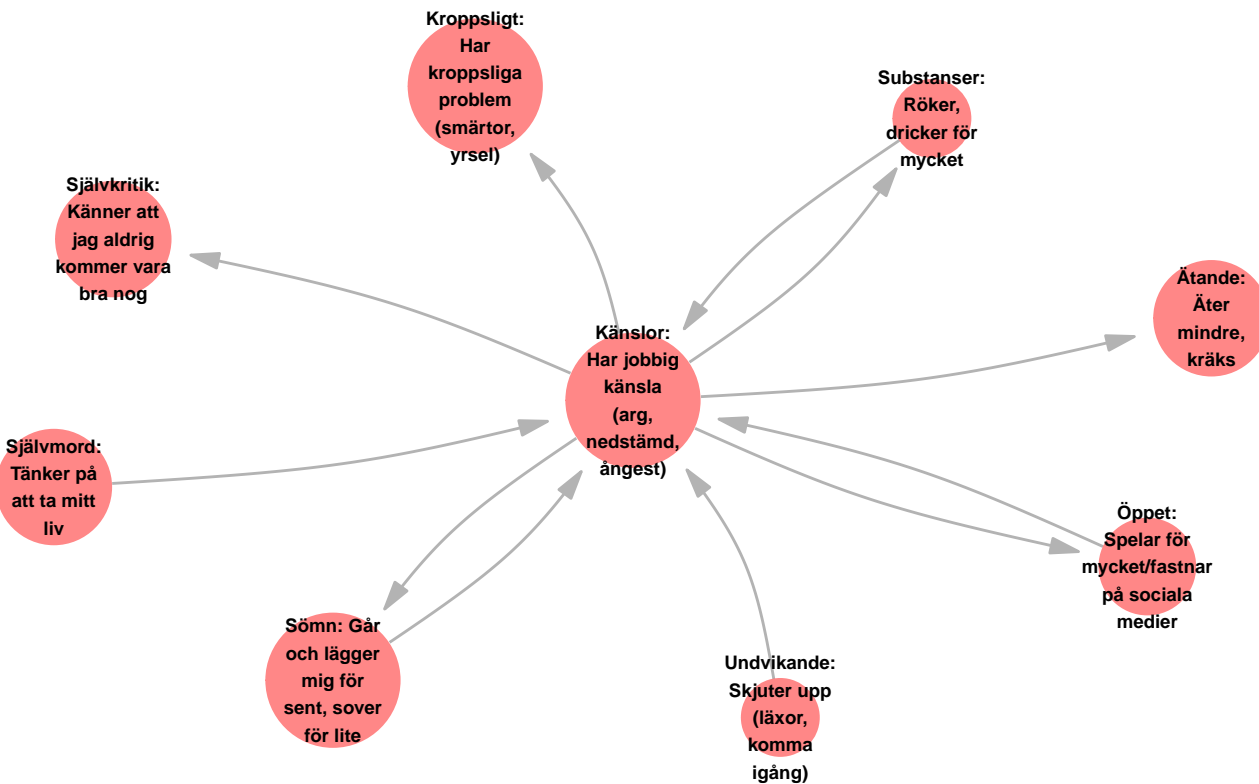 Kroppsligt:
Har
kroppsliga
problem
(smärtor,
yrsel)
Substanser:
Röker,
dricker för
mycket
Självkritik:
Känner att
jag aldrig
kommer vara
bra nog
Ätande:
Äter
mindre,
kräks
Känslor:
Har jobbig
känsla
(arg,
nedstämd,
ångest)
Självmord:
Tänker på
att ta mitt
liv
Öppet:
Spelar för
mycket/fastnar
på sociala
medier
Sömn: Går
och lägger
mig för
sent, sover
för lite
Undvikande:
Skjuter upp
(läxor,
komma
igång)